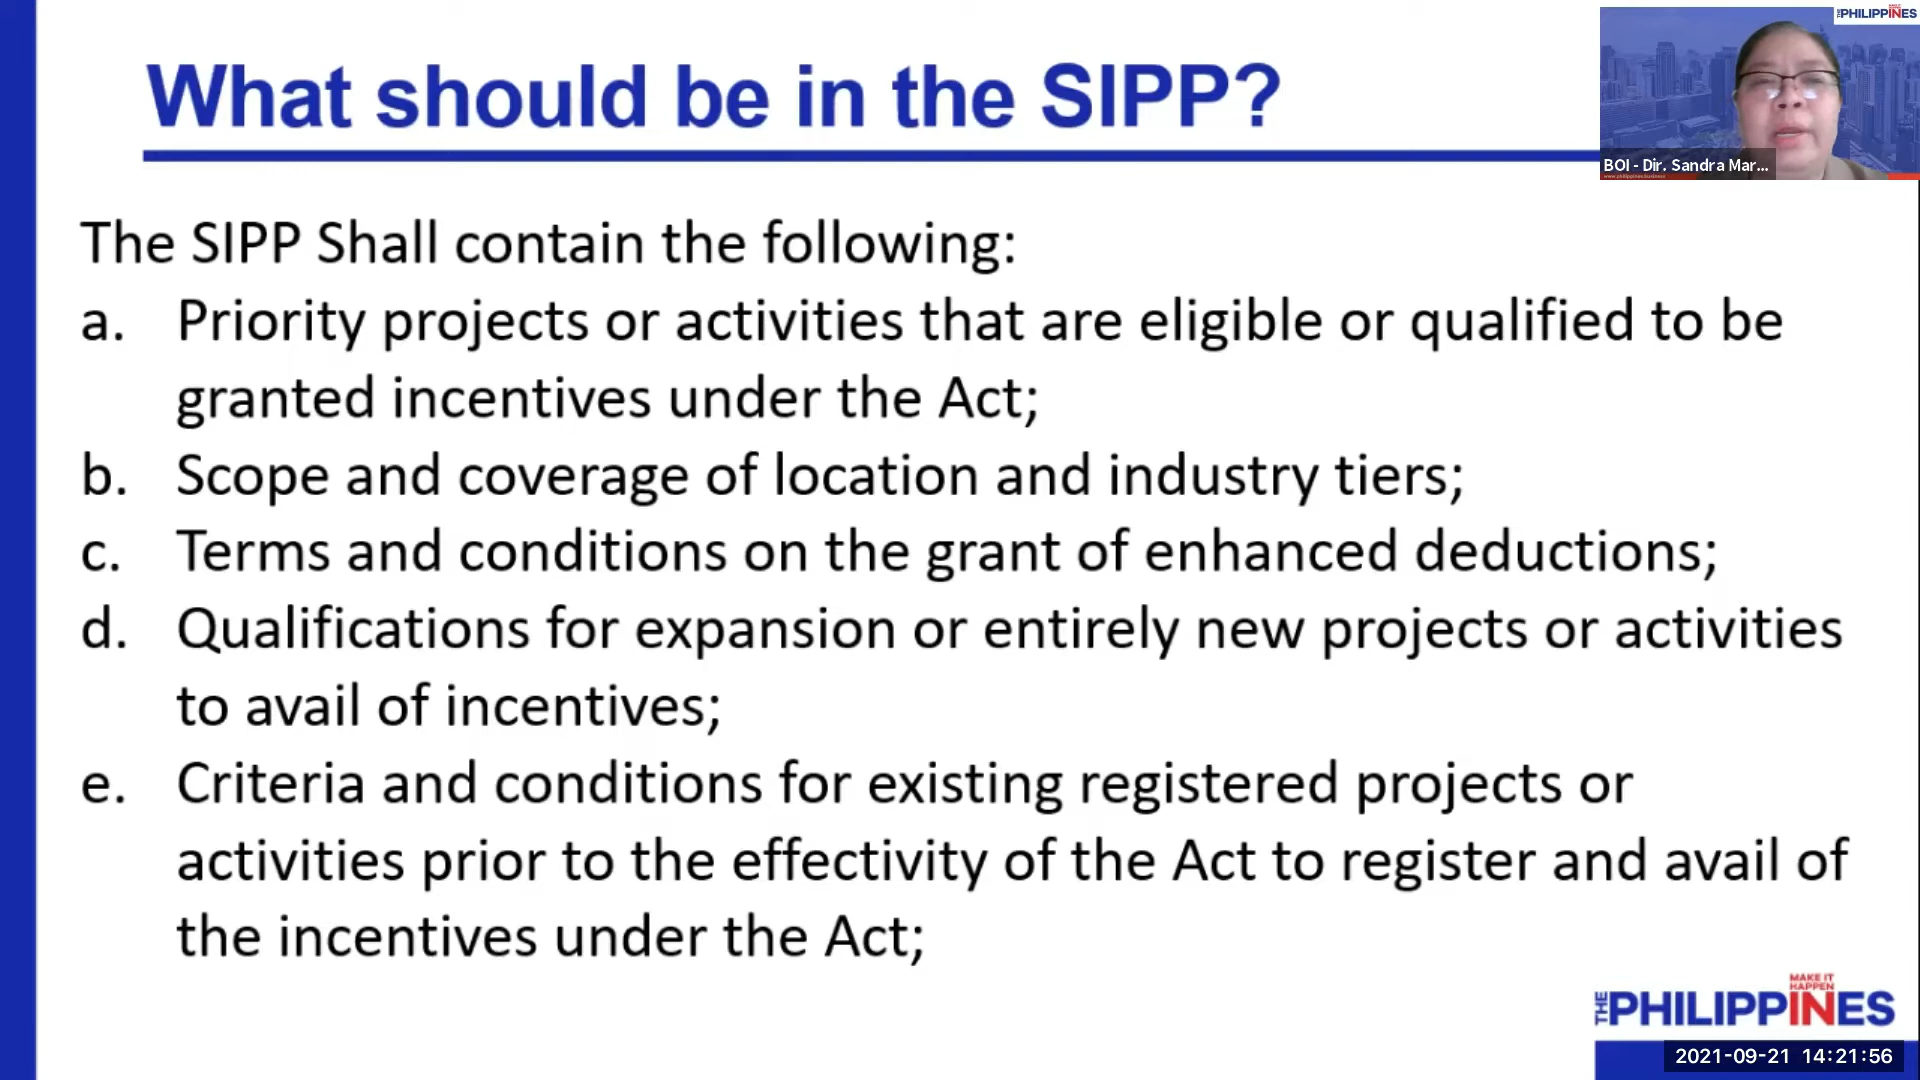 What should be in the SIPP?
MAKE IT
HAPPEN
THE PHILIPPINES
BOI - Dir. Sandra Mar...
The SIPP Shall contain the following:
a. Priority projects or activities that are eligible or qualified to be
granted incentives under the Act;
b. Scope and coverage of location and industry tiers;
c. Terms and conditions on the grant of enhanced deductions;
d. Qualifications for expansion or entirely new projects or activities
to avail of incentives;
e. Criteria and conditions for existing registered projects or
activities prior to the effectivity of the Act to register and avail of
the incentives under the Act;
MAKE IT
HAPPEN
THE PHILIPPINES
2021-09-21 14:21:56